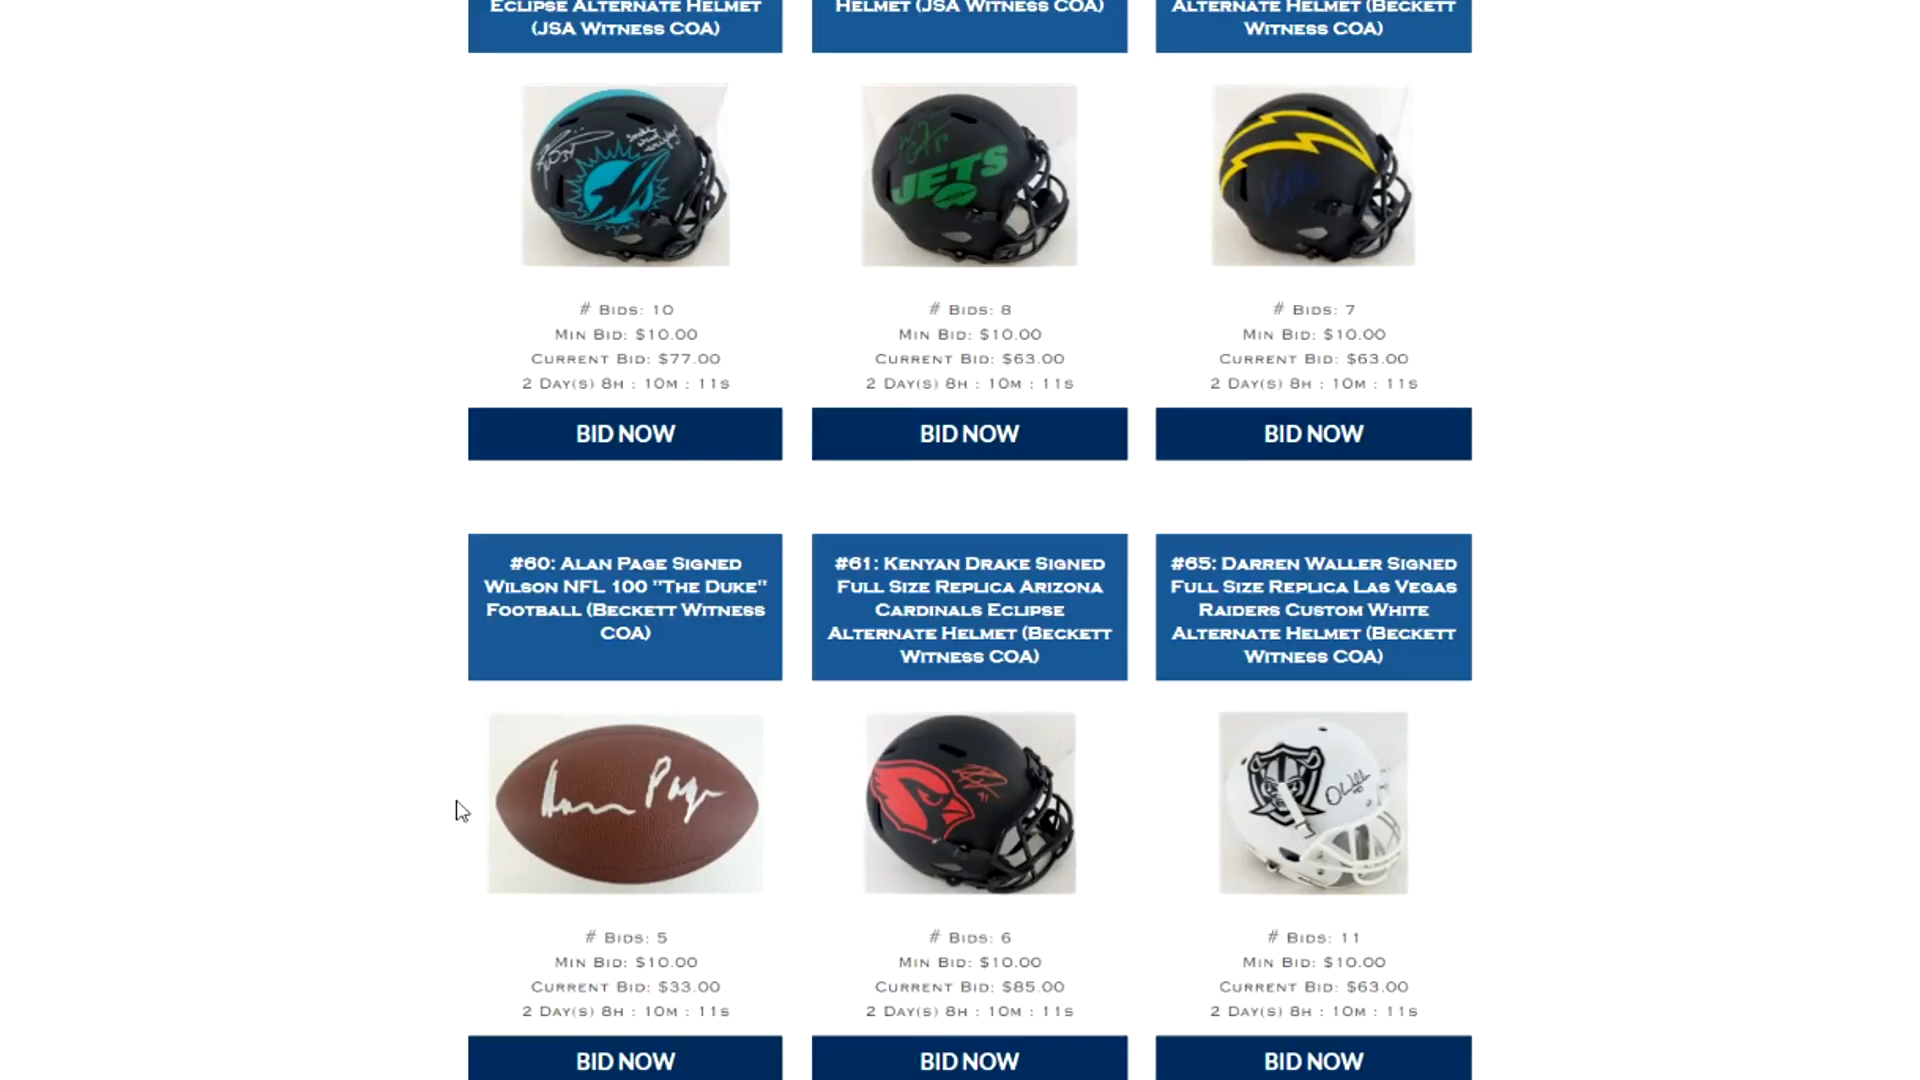 Eclipse Alternate Helmet
(JSA Witness COA)
Helmet (JSA Witness COA)
Alternate Helmet (Beckett
Witness COA)
JETS
# Bids: 10
Min Bid: $10.00
Current Bid: $77.00
2 Day(s) 8h : 10m : 11s
BID NOW
# Bids: 8
Min Bid: $10.00
Current Bid: $63.00
2 Day(s) 8h : 10m : 11s
BID NOW
# Bids: 7
Min Bid: $10.00
Current Bid: $63.00
2 Day(s) 8h : 10m : 11s
BID NOW
#60: Alan Page Signed
Wilson NFL 100 "The Duke"
Football (Beckett Witness
COA)
#61: Kenyan Drake Signed
Full Size Replica Arizona
Cardinals Eclipse
Alternate Helmet (Beckett
Witness COA)
#65: Darren Waller Signed
Full Size Replica Las Vegas
Raiders Custom White
Alternate Helmet (Beckett
Witness COA)
Alan Page
# Bids: 5
Min Bid: $10.00
Current Bid: $33.00
2 Day(s) 8h : 10m : 11s
BID NOW
# Bids: 6
Min Bid: $10.00
Current Bid: $85.00
2 Day(s) 8h : 10m : 11s
BID NOW
# Bids: 11
Min Bid: $10.00
Current Bid: $63.00
2 Day(s) 8h : 10m : 11s
BID NOW